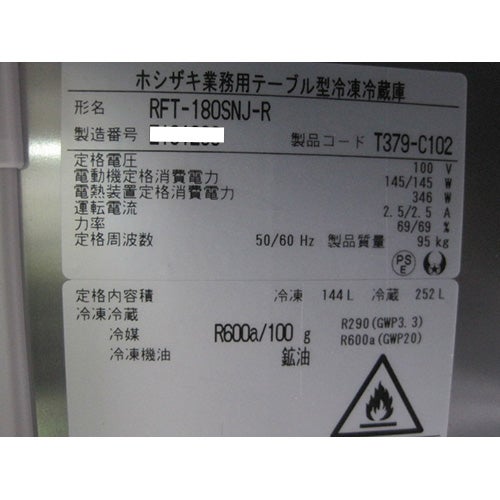 ホシザキ業務用テーブル型冷凍冷蔵庫
形名 RFT-180SNJ-R
製造番号 製品コード T379-C102
定格電圧 100 V
電動機定格消費電力 145/145 W
電熱装置定格消費電力 346 W
運転電流 2.5/2.5 A
力率 69/69 %
定格周波数 50/60 Hz 製品質量 95 kg
PS E
定格内容積 冷凍 144 L 冷蔵 252 L
冷凍冷蔵
冷媒 R600a/100 g R290(GWP3.3)
冷凍機油 鉱油 R600a(GWP20)